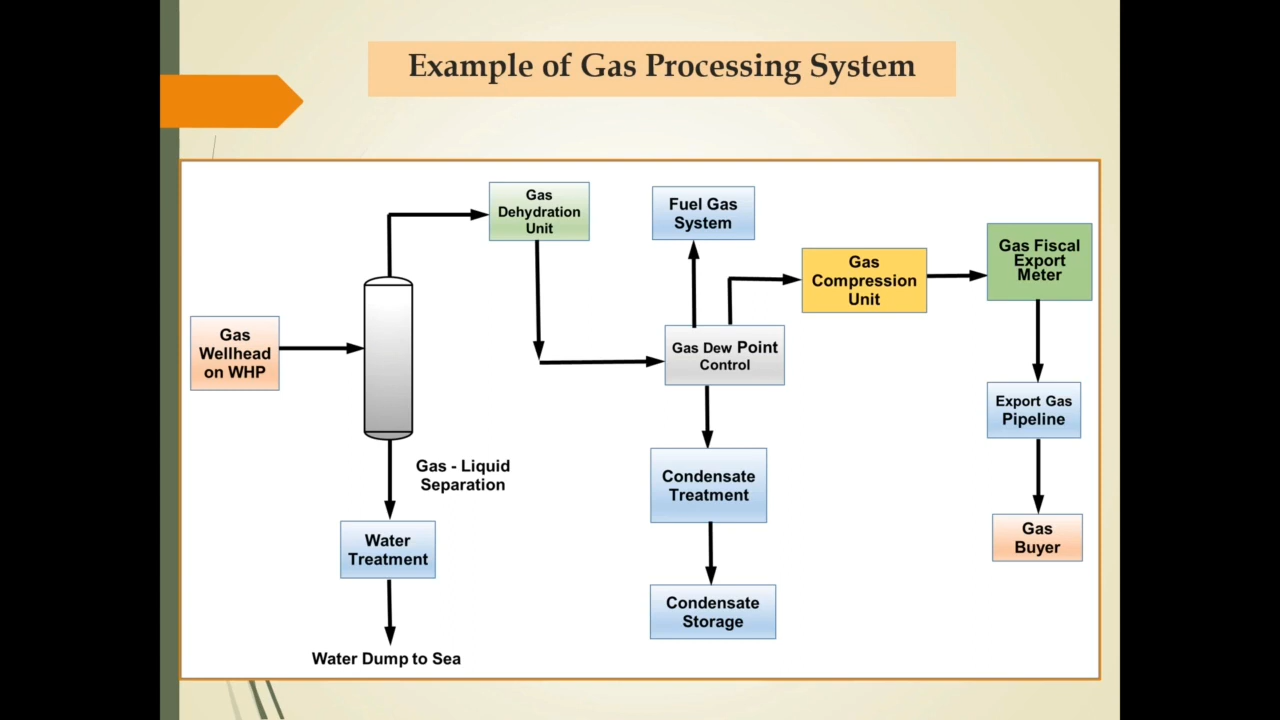 Example of Gas Processing System
Gas
Dehydration
Unit
Fuel Gas
System
Gas
Compression
Unit
Gas Fiscal
Export
Meter
Gas
Wellhead
on WHP
Gas Dew Point
Control
Export Gas
Pipeline
Gas - Liquid
Separation
Condensate
Treatment
Water
Treatment
Gas
Buyer
Condensate
Storage
Water Dump to Sea